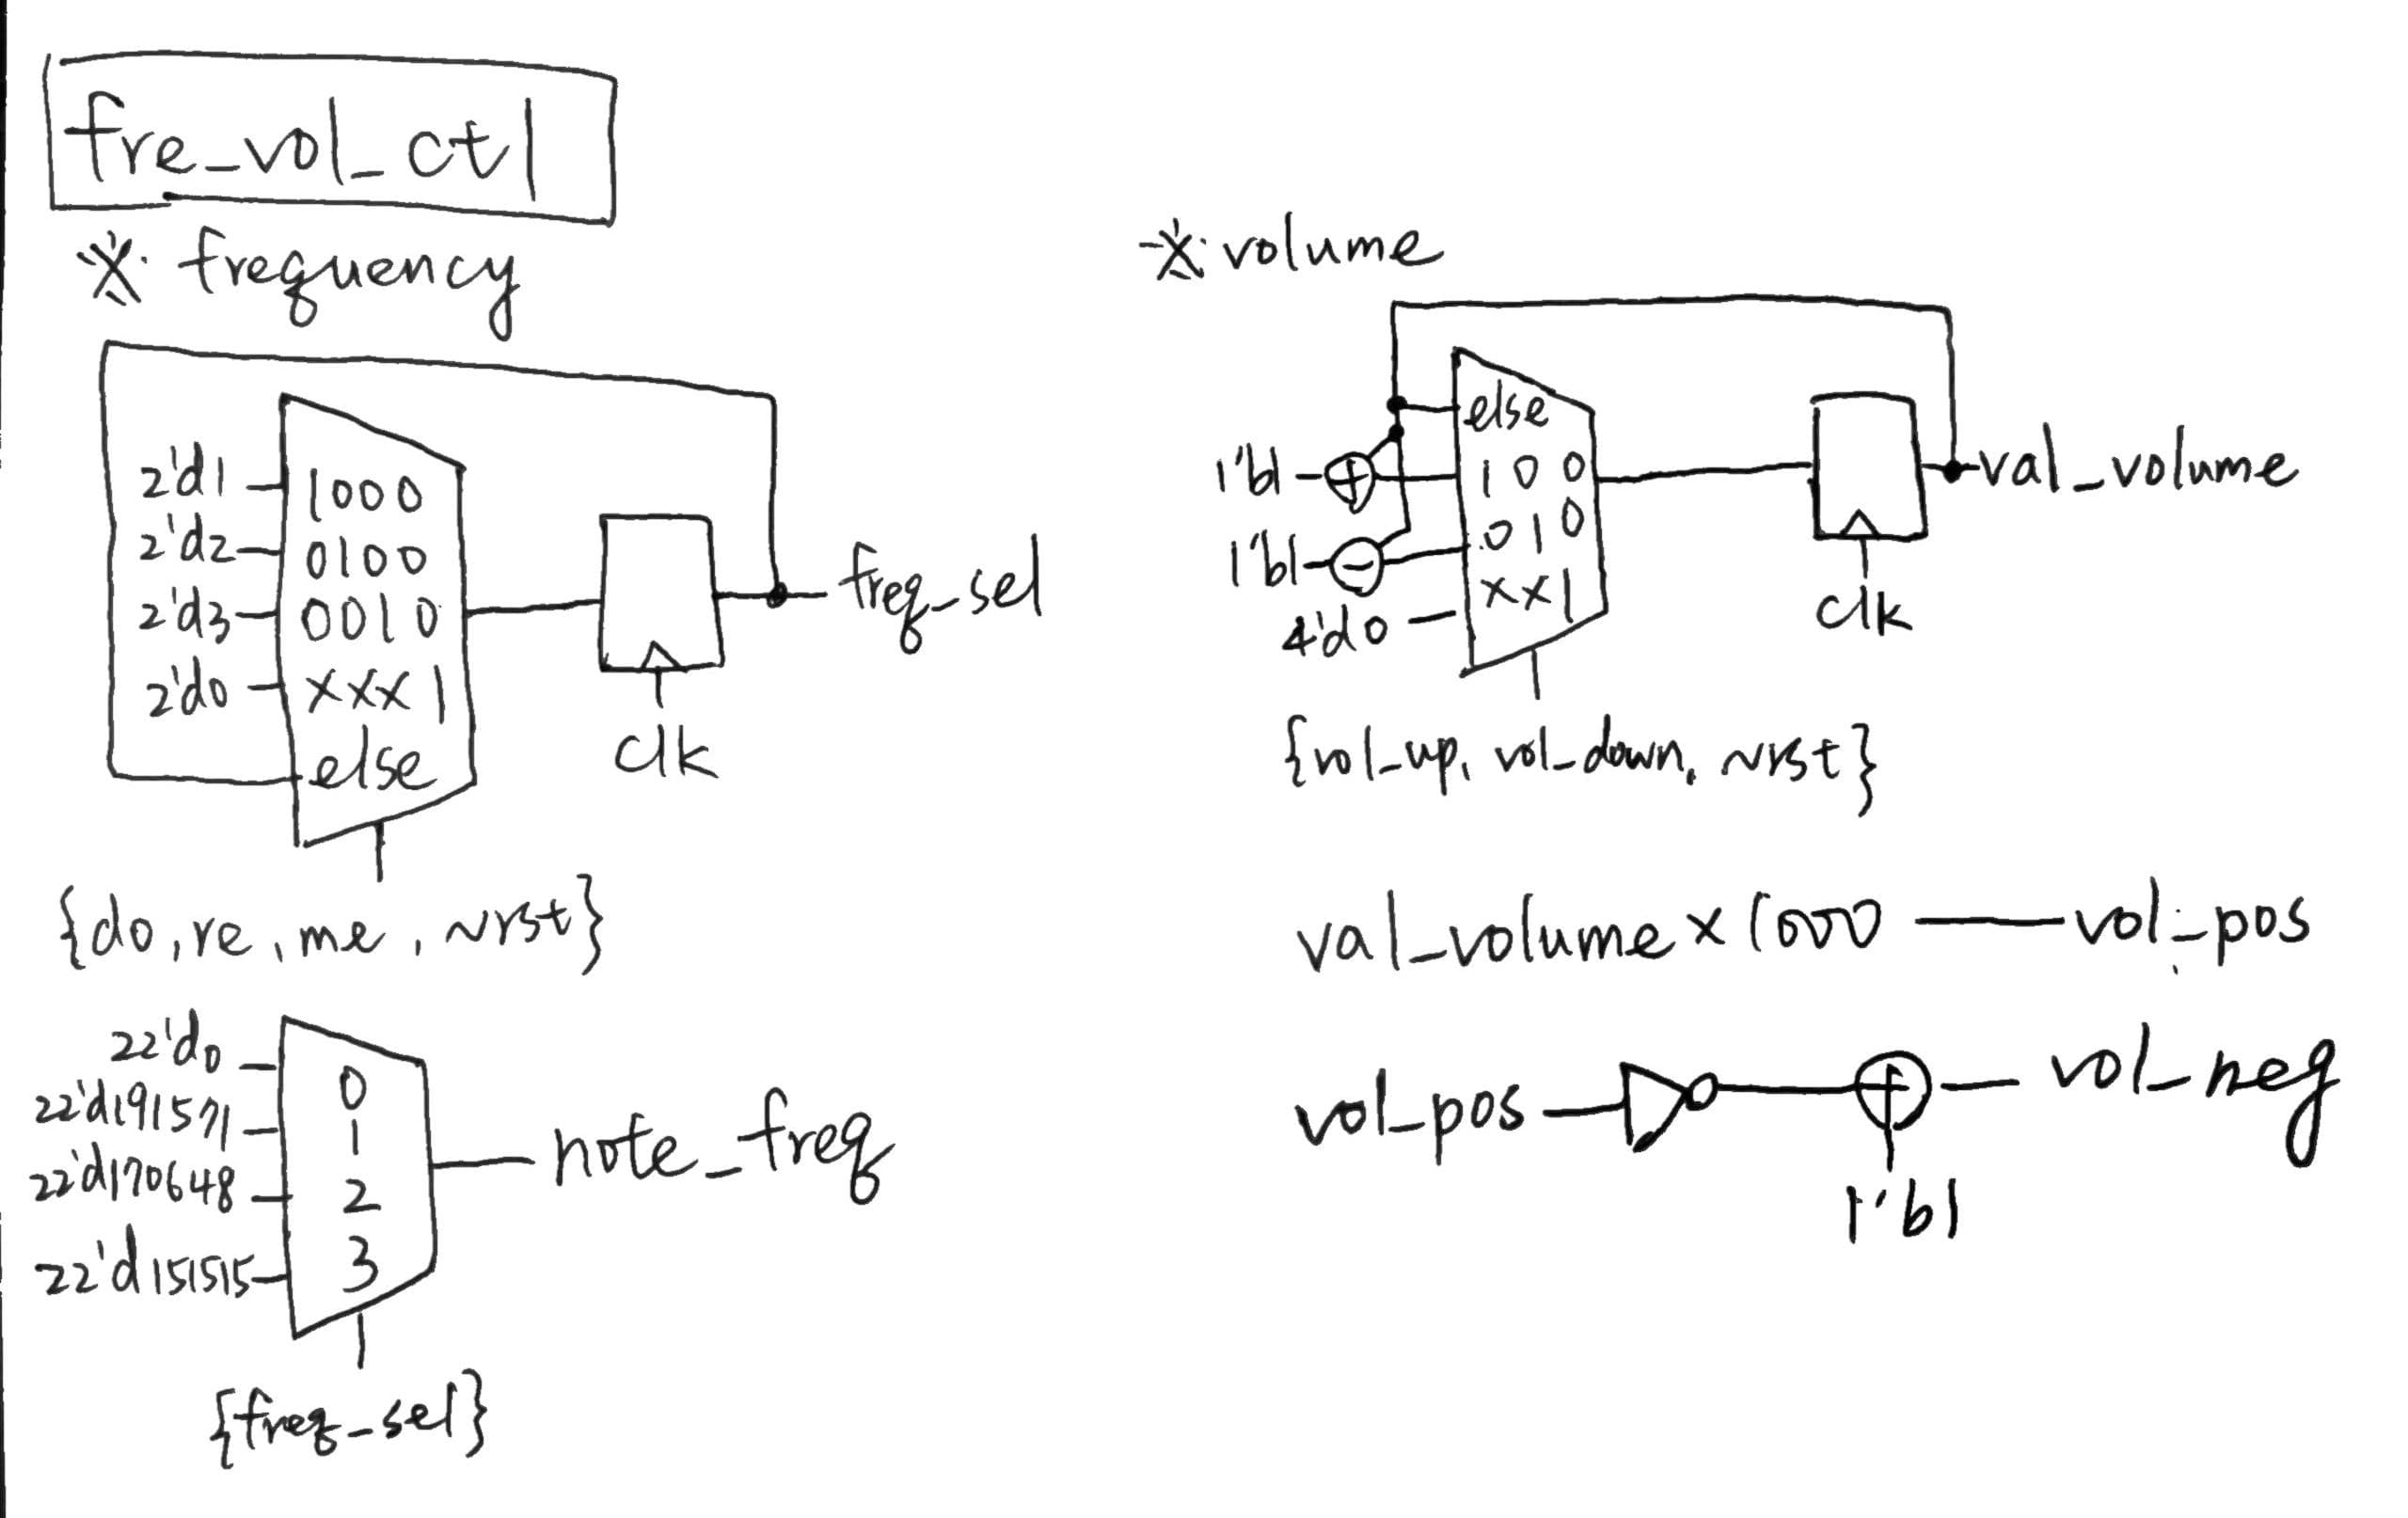 fre_vol_ctl
※ frequency
2'd1 1000
2'd2 0100
2'd3 0010
2'd0 xxx1
else
clk
freq_sel
{do, re, me, ~rst}
22'd0 0
22'd191571 1
22'd170648 2
22'd151515 3
note_freq
{freq_sel}
※ volume
else
1'b1 + 100
1'b1 - 010
4'd0 xx1
clk
val_volume
{vol_up, vol_down, ~rst}
val_volume x 1000 vol_pos
vol_pos + vol_neg
1'b1